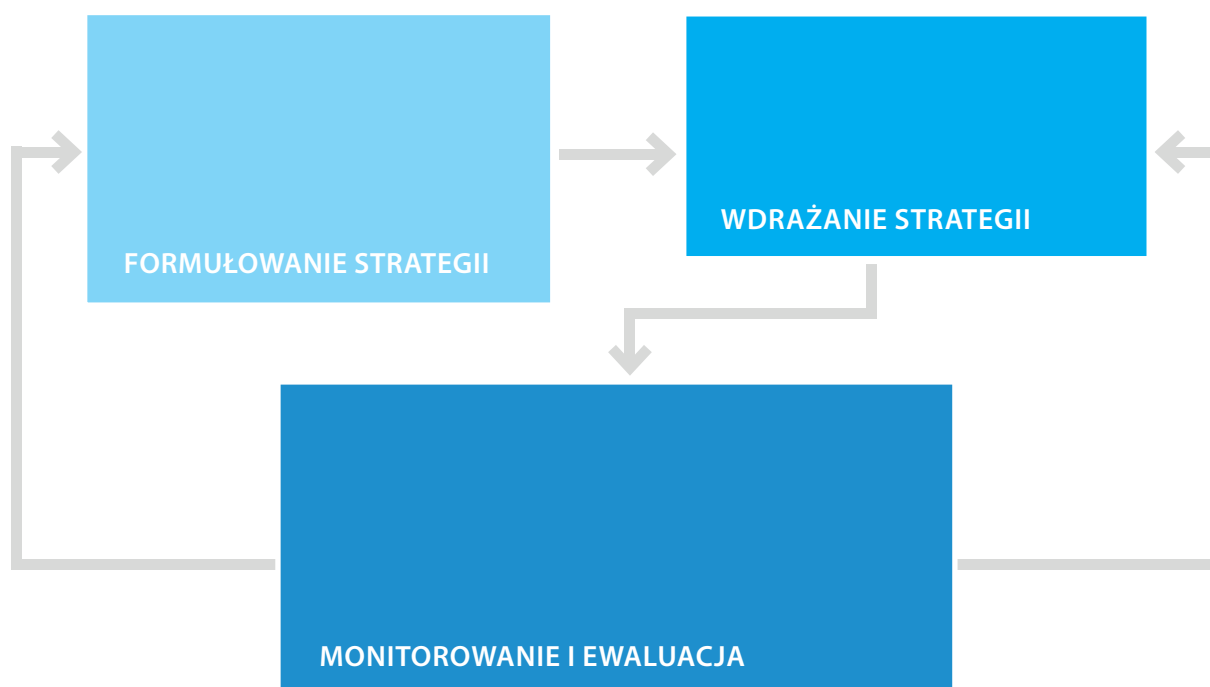 FORMUŁOWANIE STRATEGII
WDRAŻANIE STRATEGII
MONITOROWANIE I EWALUACJA